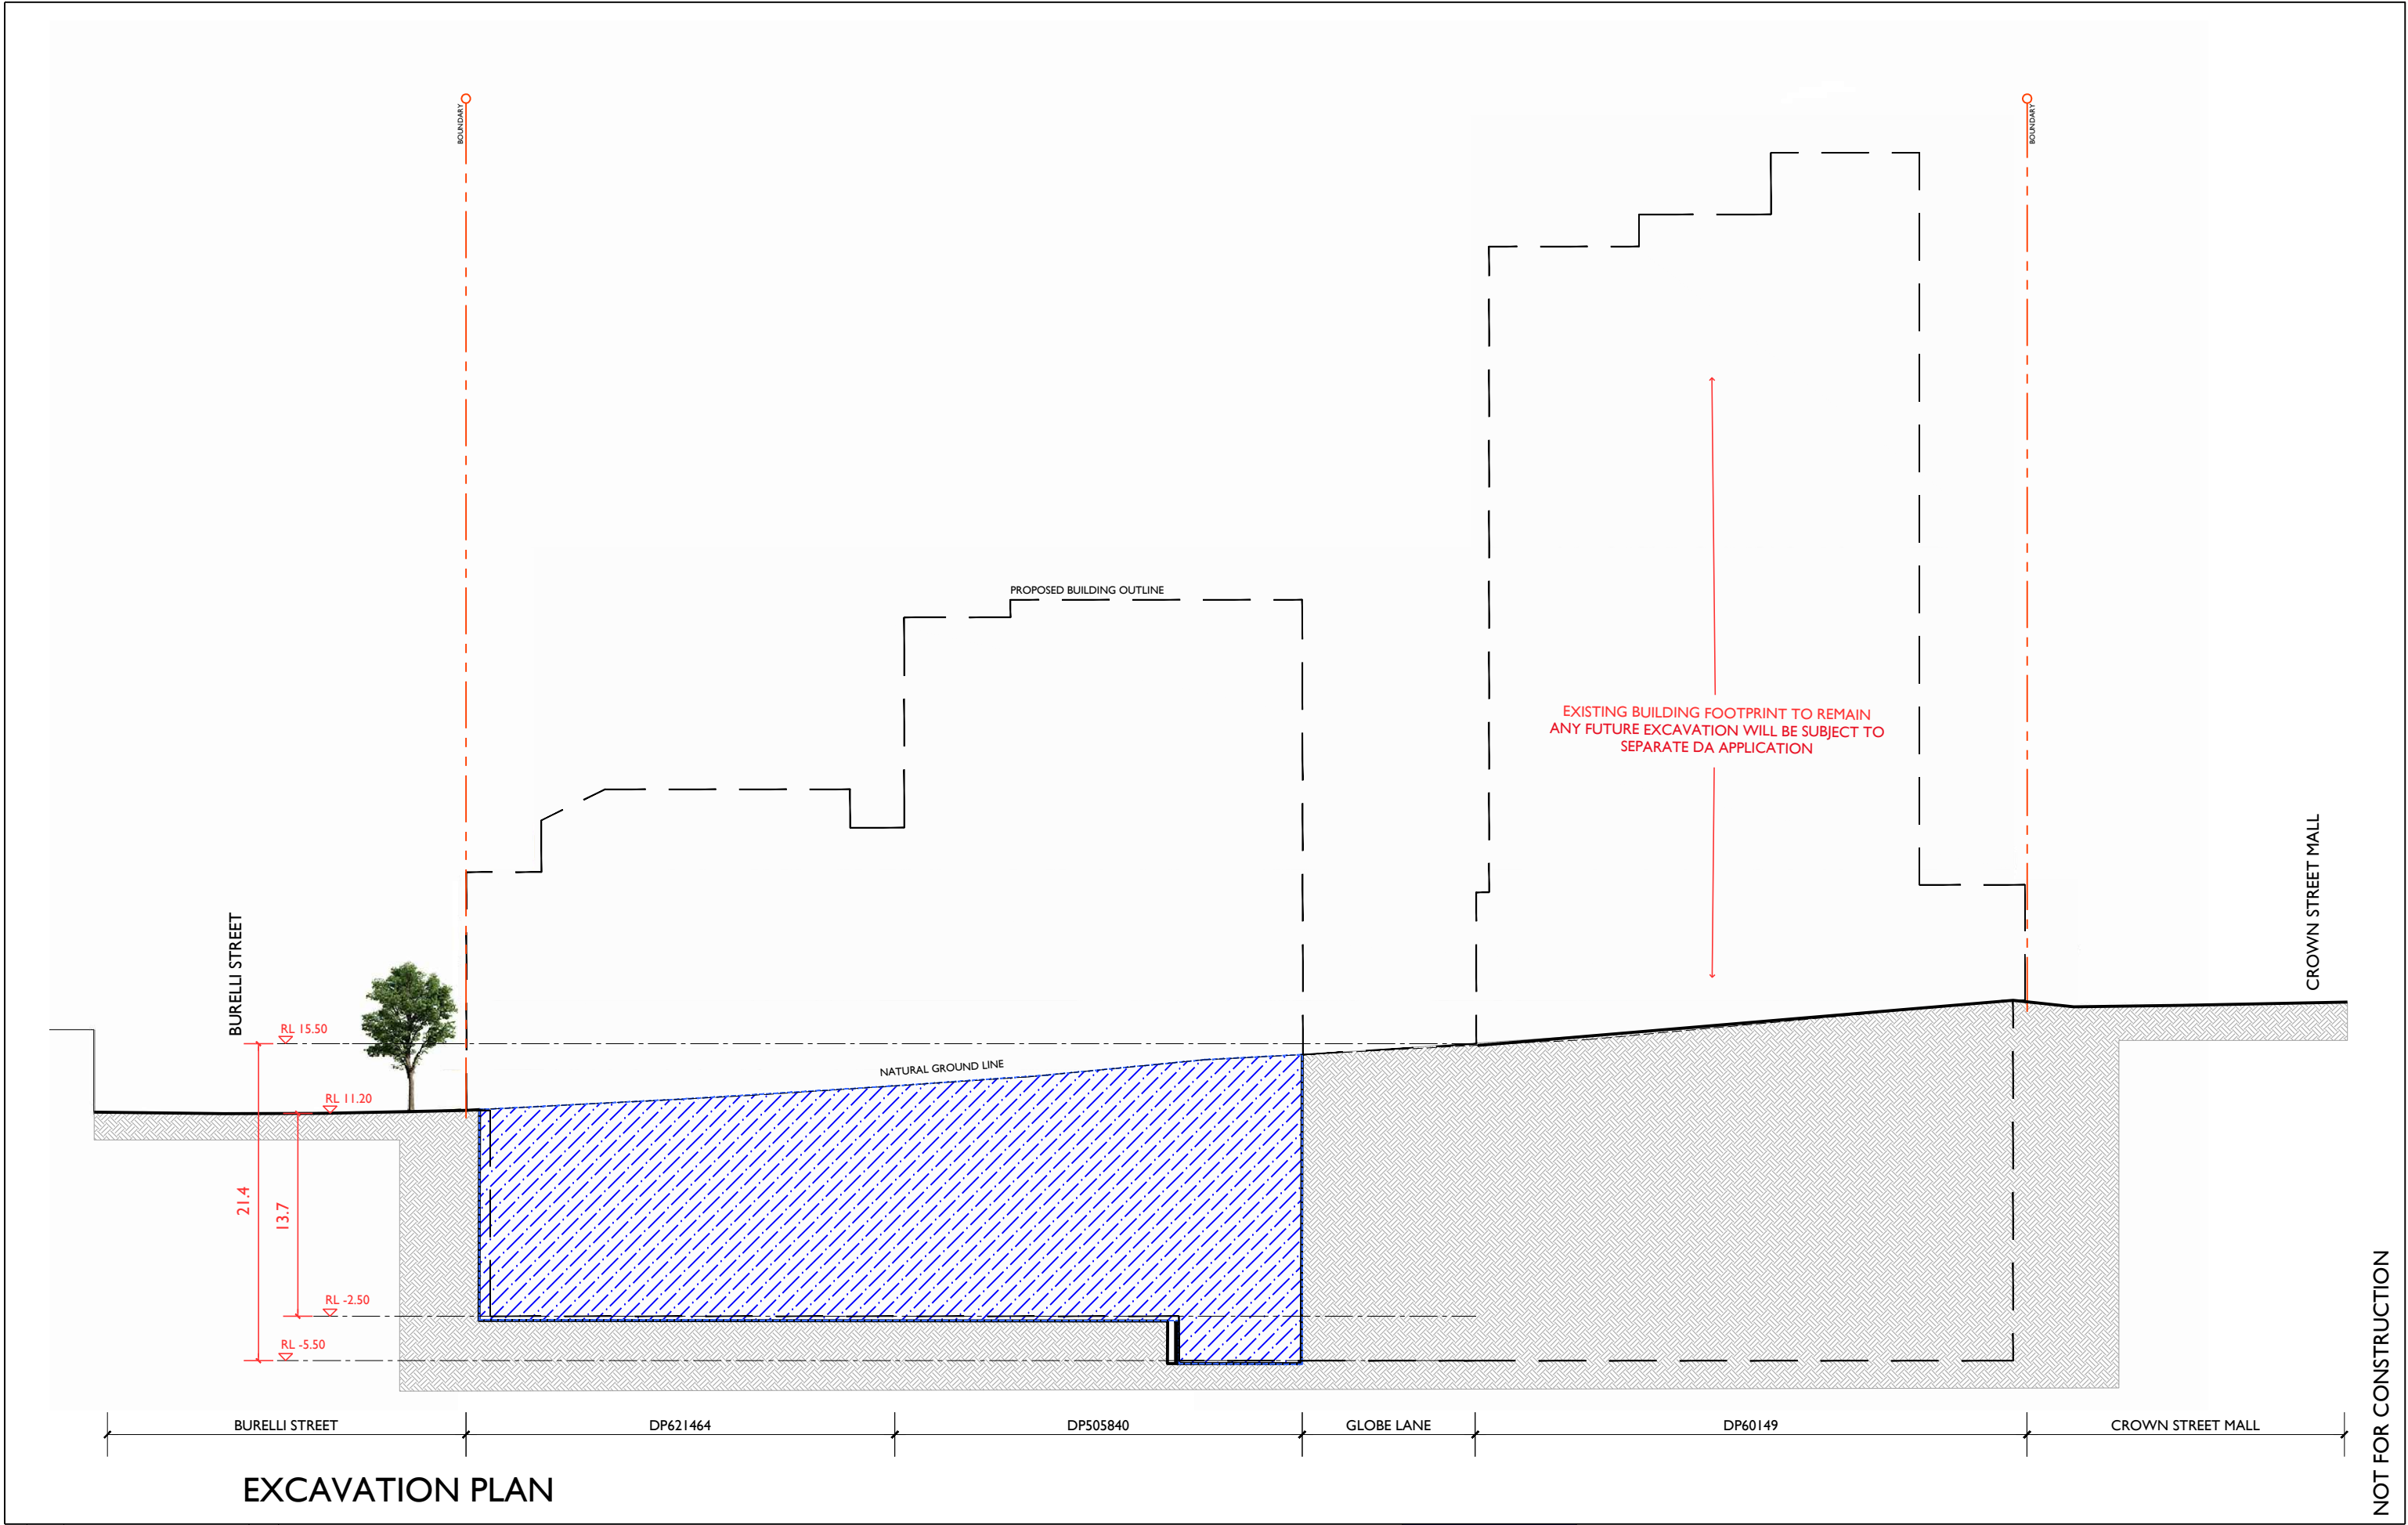 BOUNDARY
BOUNDARY
PROPOSED BUILDING OUTLINE
EXISTING BUILDING FOOTPRINT TO REMAIN
ANY FUTURE EXCAVATION WILL BE SUBJECT TO
SEPARATE DA APPLICATION
BURELLI STREET
CROWN STREET MALL
RL 15.50
NATURAL GROUND LINE
RL 11.20
21.4
13.7
RL -2.50
RL -5.50
BURELLI STREET
DP621464
DP505840
GLOBE LANE
DP60149
CROWN STREET MALL
EXCAVATION PLAN
NOT FOR CONSTRUCTION